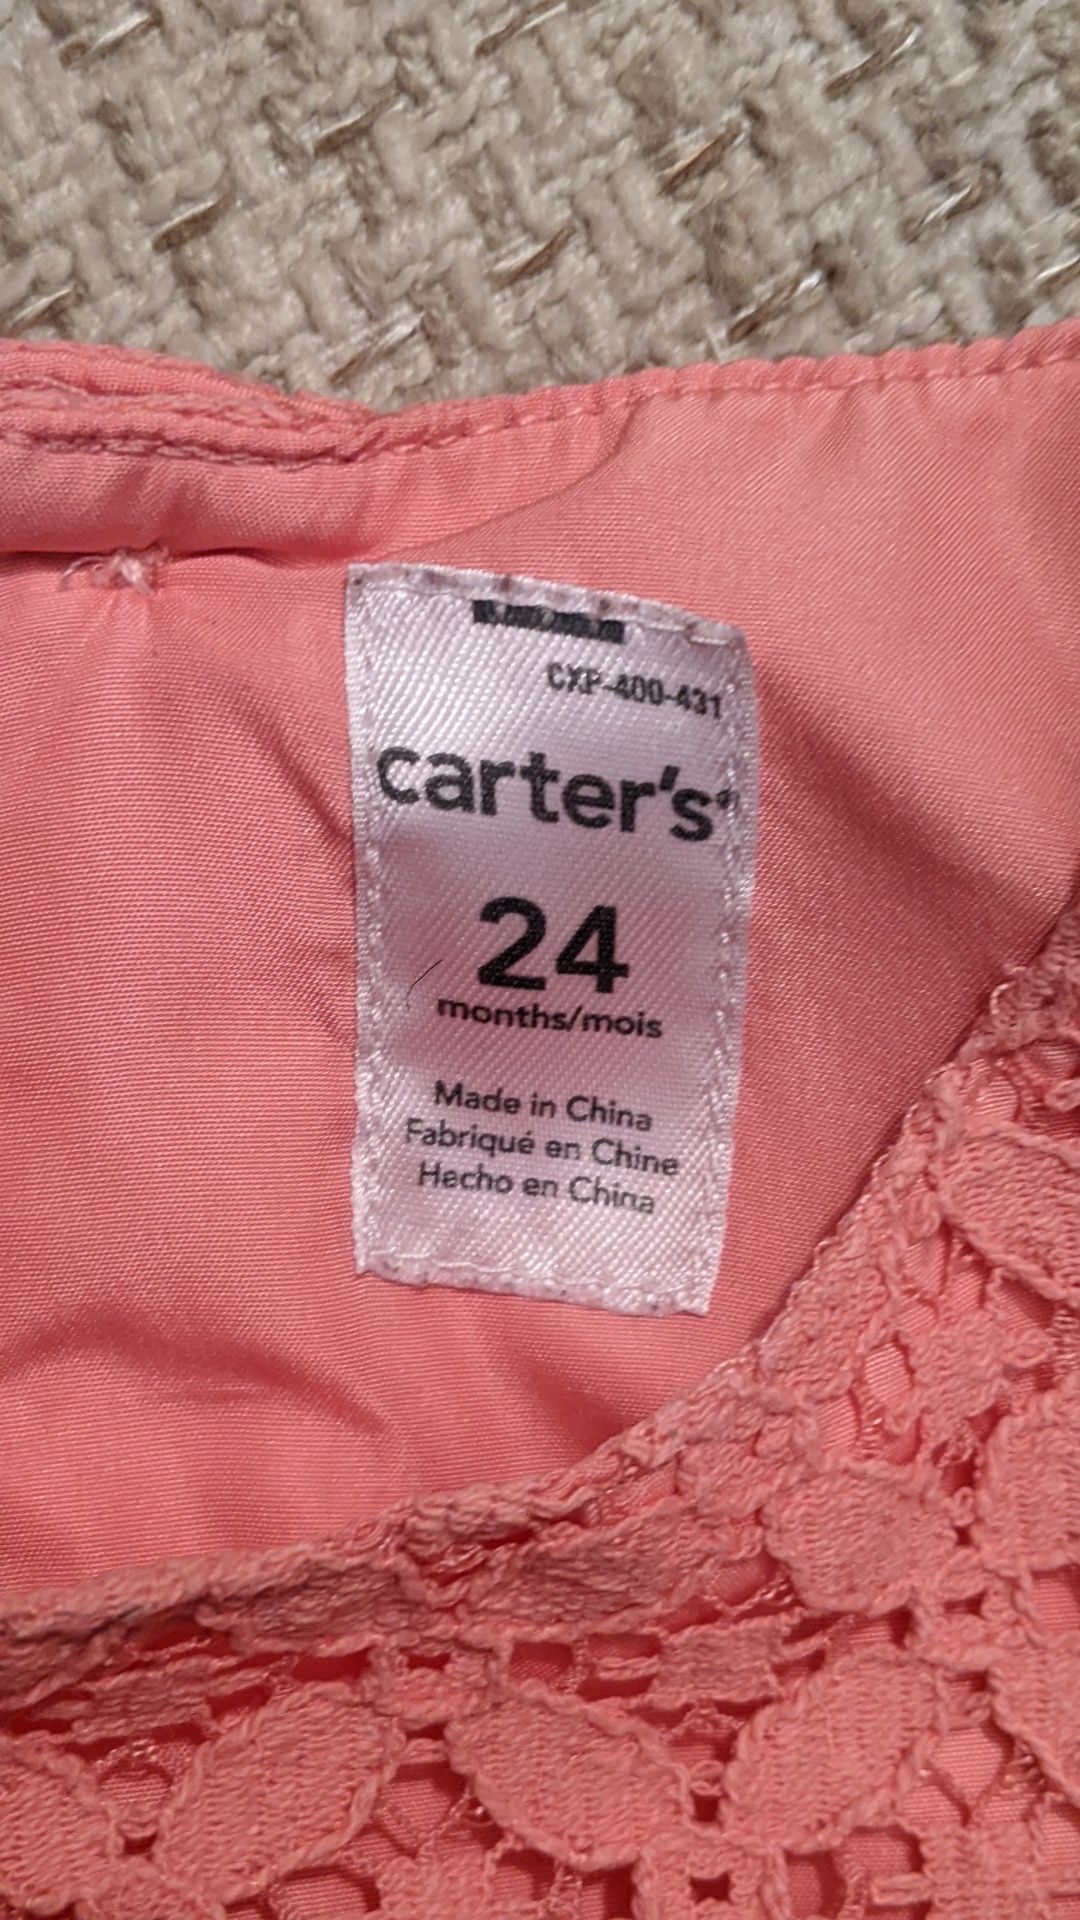 CXP-400-431
carter's®
24
months/mois
Made in China
Fabriqué en Chine
Hecho en China